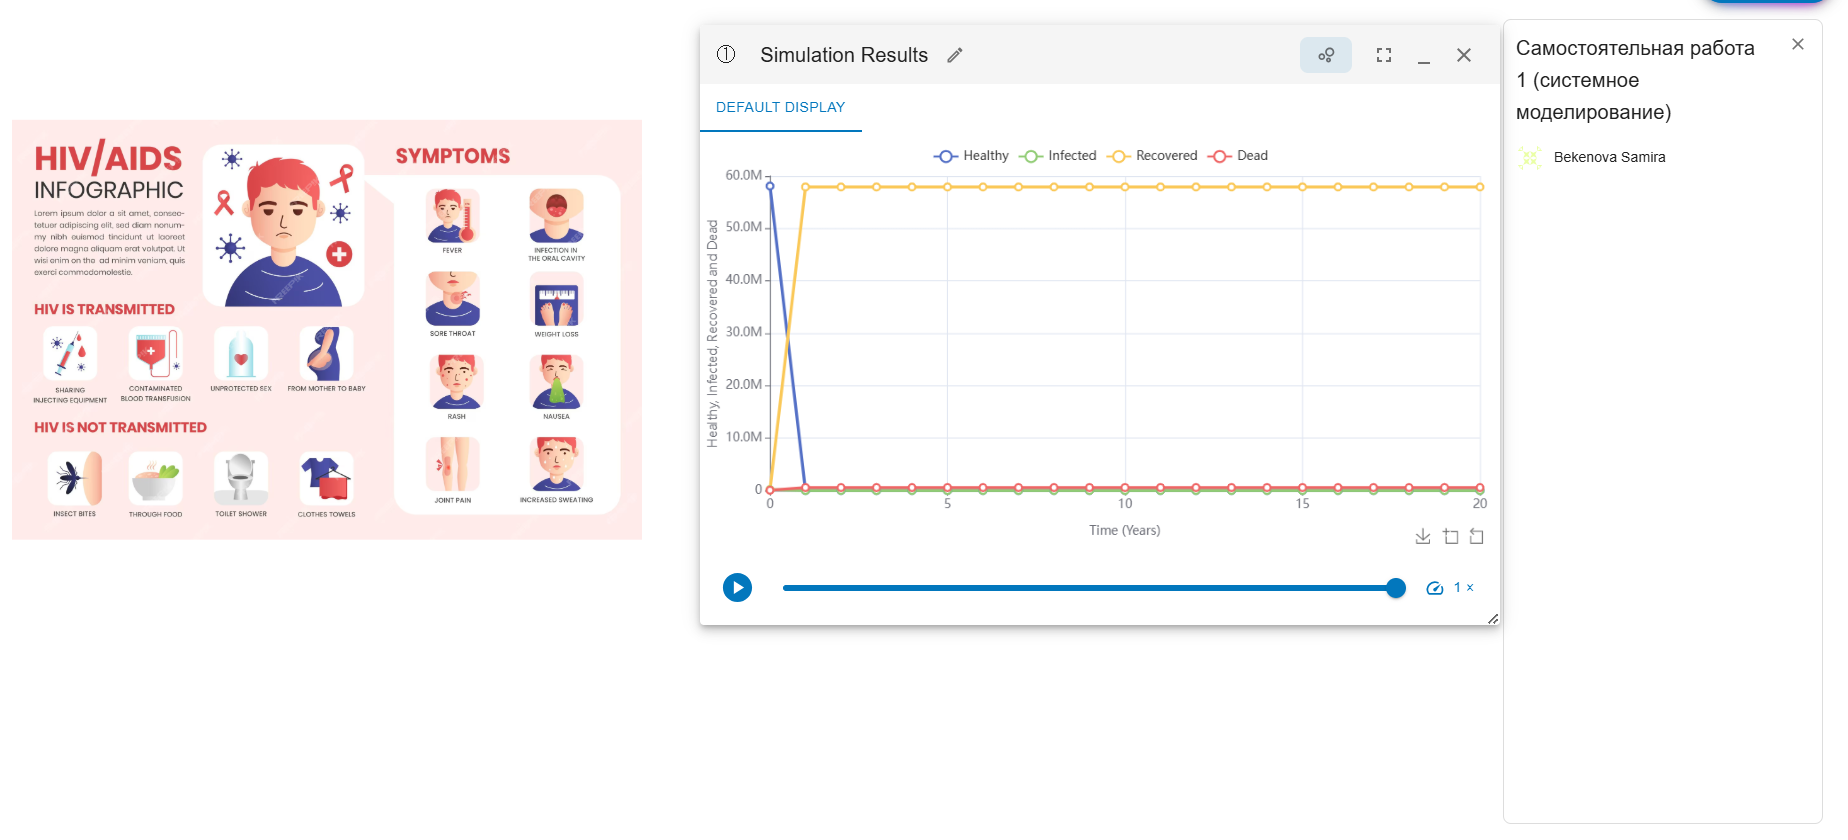 HIV/AIDS
INFOGRAPHIC
Lorem ipsum dolor a sit amet, consec-
tetuer adipiscing elit, sed diam nonum-
my nibh euismod tincidunt ut laoreet
dolore magna aliquam erat volutpat. Ut
wisi enim on the ad minim veniam, quis
exerci commodomolestie.
HIV IS TRANSMITTED
SHARING
INJECTING EQUIPMENT
CONTAMINATED
BLOOD TRANSFUSION
UNPROTECTED SEX
FROM MOTHER TO BABY
HIV IS NOT TRANSMITTED
INSECT BITES
THROUGH FOOD
TOILET SHOWER
CLOTHES TOWELS
SYMPTOMS
FEVER
INFECTION IN
THE ORAL CAVITY
SORE THROAT
WEIGHT LOSS
RASH
NAUSEA
JOINT PAIN
INCREASED SWEATING
1 Simulation Results
DEFAULT DISPLAY
Healthy Infected Recovered Dead
Healthy, Infected, Recovered and Dead
60.0M
50.0M
40.0M
30.0M
20.0M
10.0M
0
0 5 10 15 20
Time (Years)
1 ×
Самостоятельная работа
1 (системное
моделирование)
Bekenova Samira